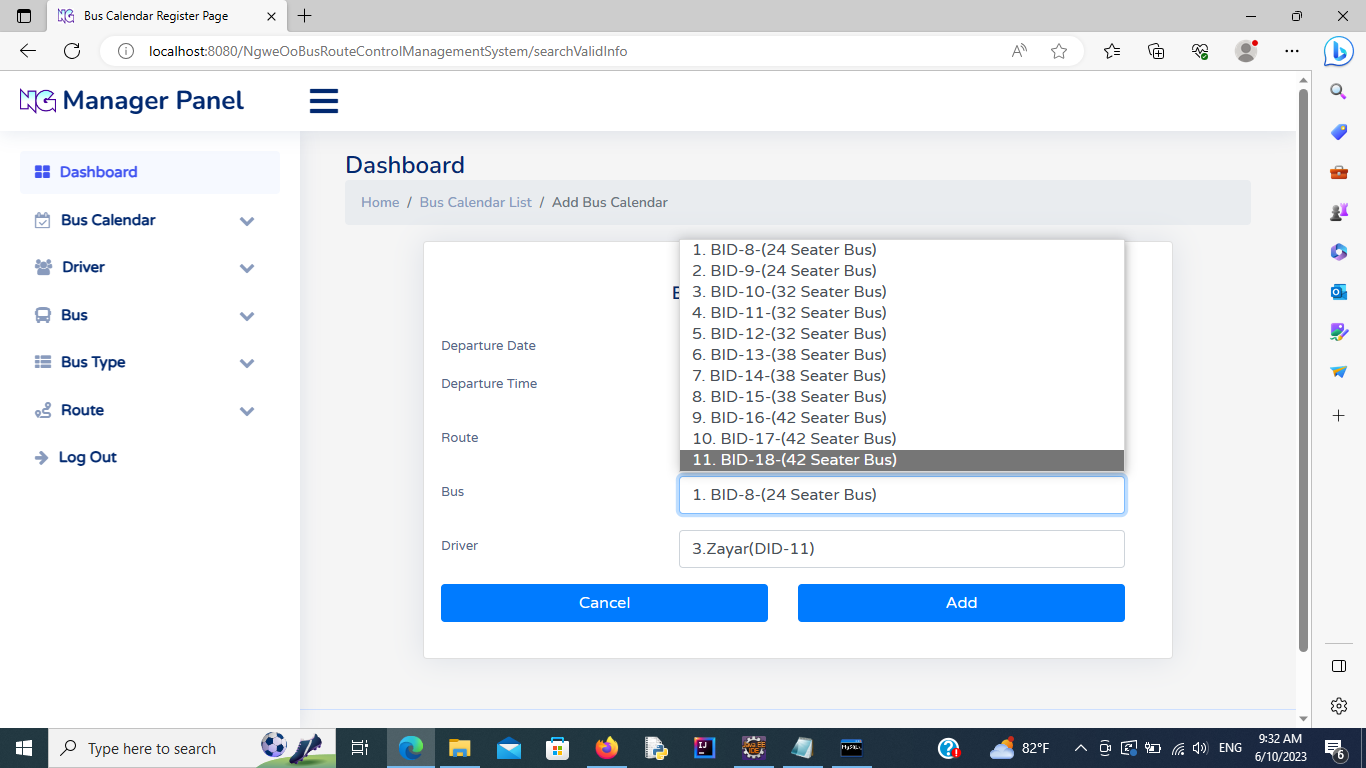 Bus Calendar Register Page
localhost:8080/NgweOoBusRouteControlManagementSystem/searchValidInfo
NG Manager Panel
Dashboard
Bus Calendar
Driver
Bus
Bus Type
Route
Log Out
Dashboard
Home / Bus Calendar List / Add Bus Calendar
Departure Date
Departure Time
Route
1. BID-8-(24 Seater Bus)
2. BID-9-(24 Seater Bus)
3. BID-10-(32 Seater Bus)
4. BID-11-(32 Seater Bus)
5. BID-12-(32 Seater Bus)
6. BID-13-(38 Seater Bus)
7. BID-14-(38 Seater Bus)
8. BID-15-(38 Seater Bus)
9. BID-16-(42 Seater Bus)
10. BID-17-(42 Seater Bus)
11. BID-18-(42 Seater Bus)
Bus 1. BID-8-(24 Seater Bus)
Driver 3.Zayar(DID-11)
Cancel Add
Type here to search
82°F
ENG
9:32 AM
6/10/2023
6